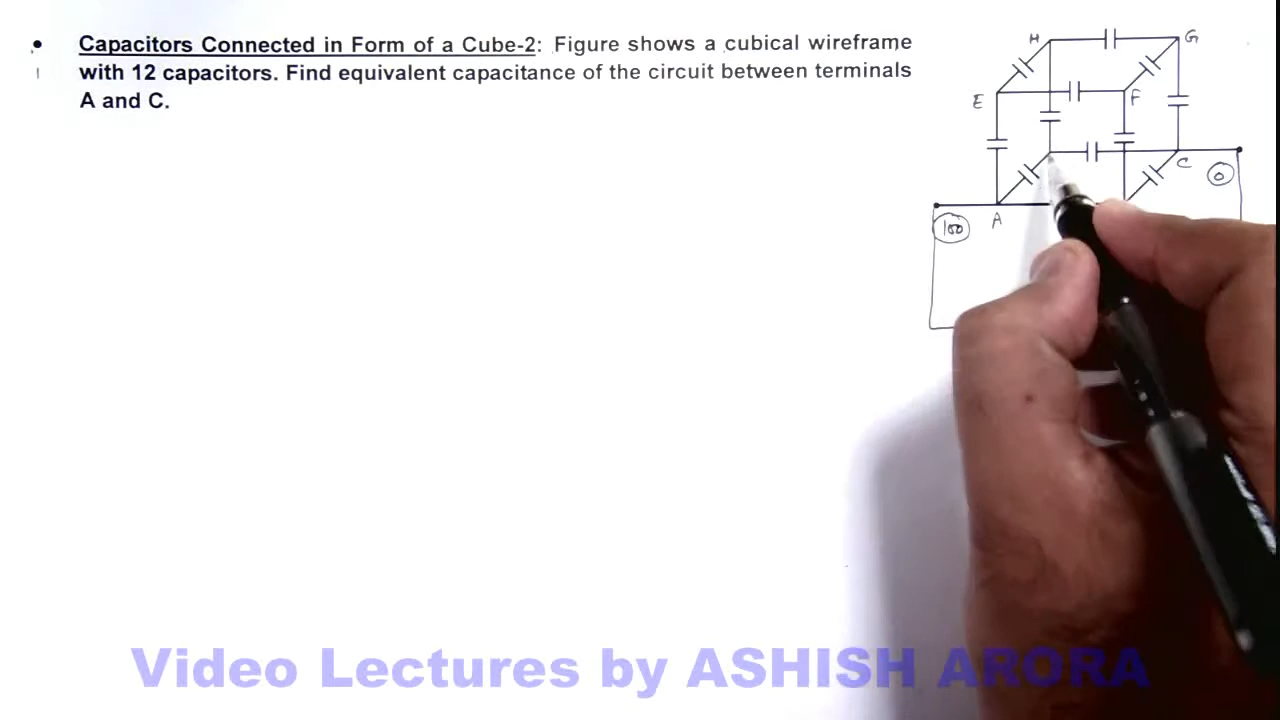 Capacitors Connected in Form of a Cube-2: Figure shows a cubical wireframe
with 12 capacitors. Find equivalent capacitance of the circuit between terminals
A and C.
H
G
E
F
C
0
100
A
Video Lectures by ASHISH ARORA